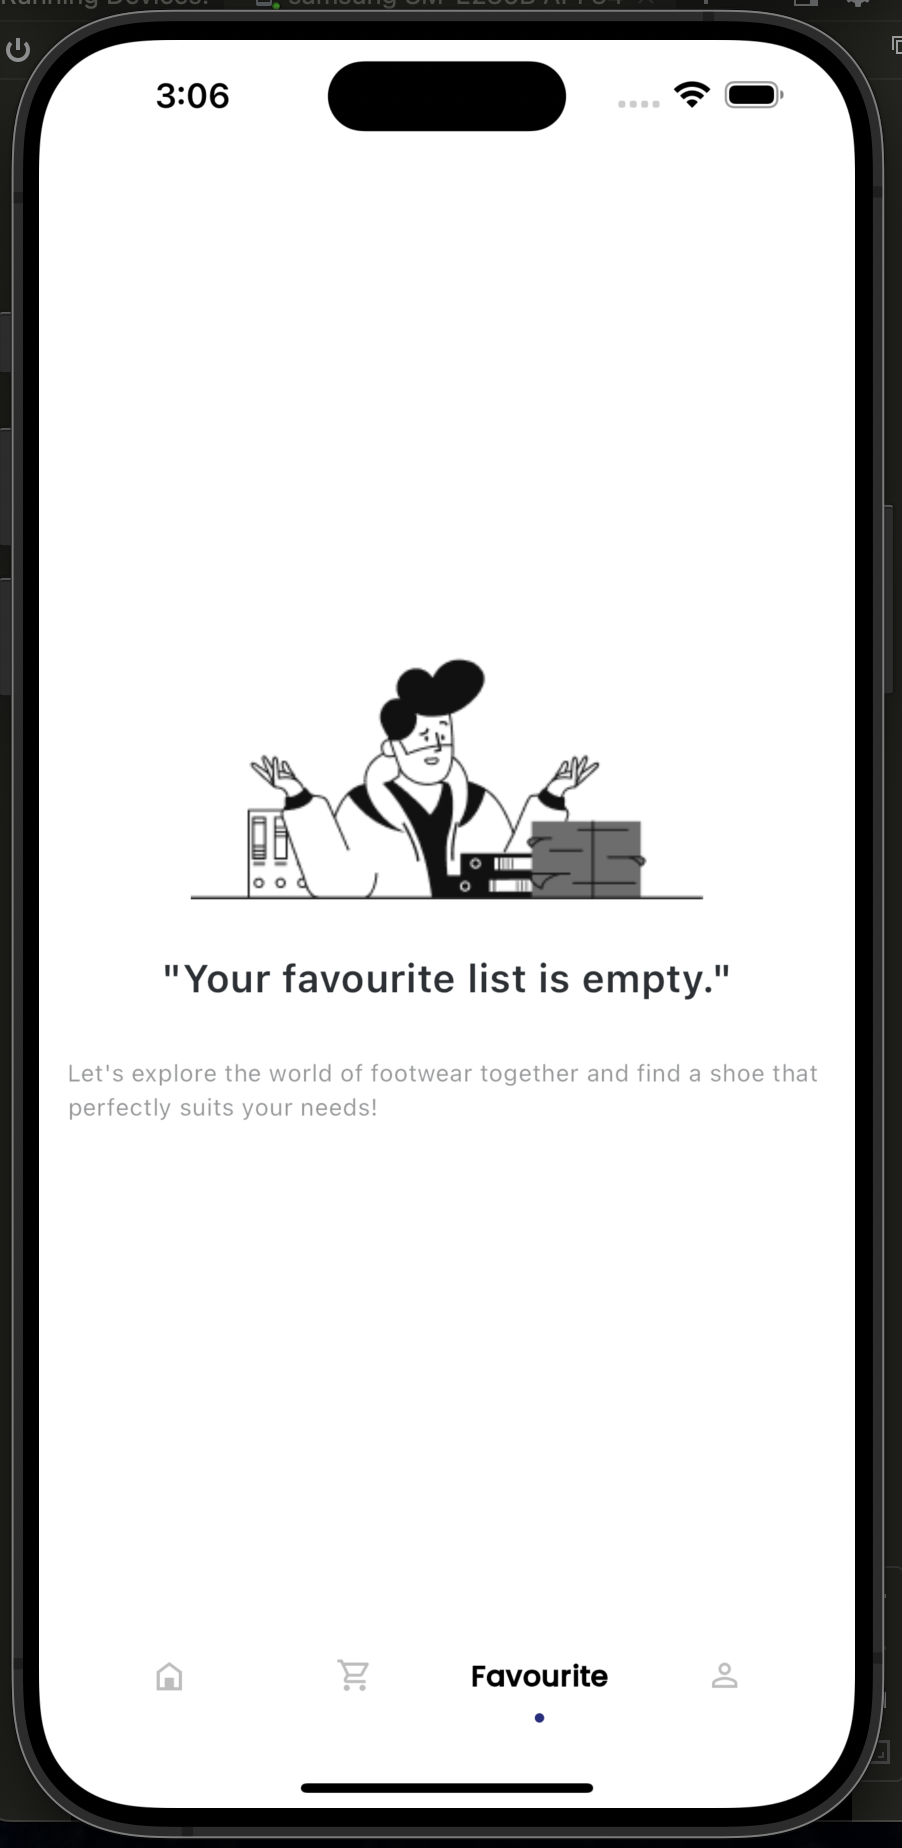 3:06
"Your favourite list is empty."
Let's explore the world of footwear together and find a shoe that
perfectly suits your needs!
Favourite